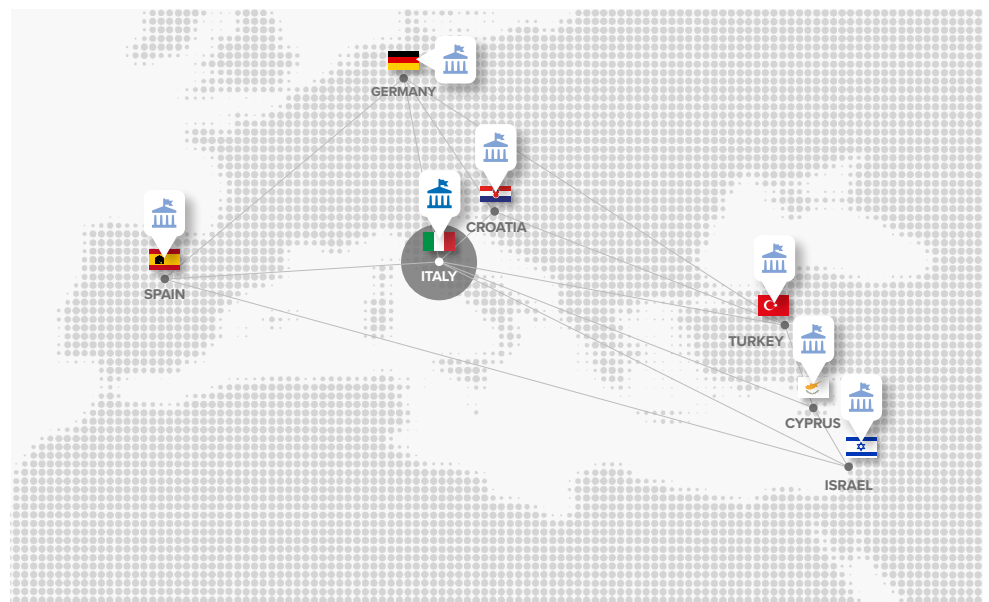 GERMANY
CROATIA
ITALY
SPAIN
TURKEY
CYPRUS
ISRAEL